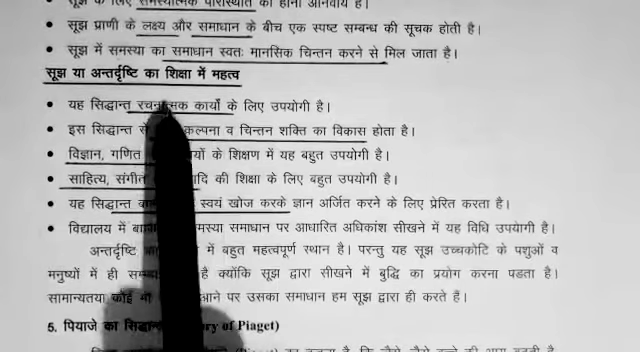 सूझ के लिए समस्यात्मक परिस्थिति का होना अनिवार्य है।
• सूझ प्राणी के लक्ष्य और समाधान के बीच एक स्पष्ट सम्बन्ध की सूचक होती है।
• सूझ में समस्या का समाधान स्वतः मानसिक चिन्तन करने से मिल जाता है।
सूझ या अन्तर्दृष्टि का शिक्षा में महत्व
• यह सिद्धान्त रचनात्मक कार्यो के लिए उपयोगी है।
• इस सिद्धान्त से कल्पना व चिन्तन शक्ति का विकास होता है।
• विज्ञान, गणित के शिक्षण में यह बहुत उपयोगी है।
• साहित्य, संगीत की शिक्षा के लिए बहुत उपयोगी है।
• यह सिद्धान्त स्वयं खोज करके ज्ञान अर्जित करने के लिए प्रेरित करता है।
• विद्यालय में समस्या समाधान पर आधारित अधिकांश सीखने में यह विधि उपयोगी है।
अन्तर्दृष्टि में बहुत महत्वपूर्ण स्थान है। परन्तु यह सूझ उच्चकोटि के पशुओं व
मनुष्यों में ही है क्योंकि सूझ द्वारा सीखने में बुद्धि का प्रयोग करना पडता है।
सामान्यतया कोई आने पर उसका समाधान हम सूझ द्वारा ही करते हैं।
5. पियाजे का of Piaget)